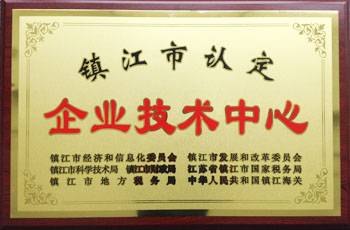 镇江市认定
企业技术中心
镇江市经济和信息化委员会 镇江市发展和改革委员会
镇江市科学技术局 镇江市财政局 江苏省镇江市国家税务局
镇江市地方税务局 中华人民共和国镇江海关